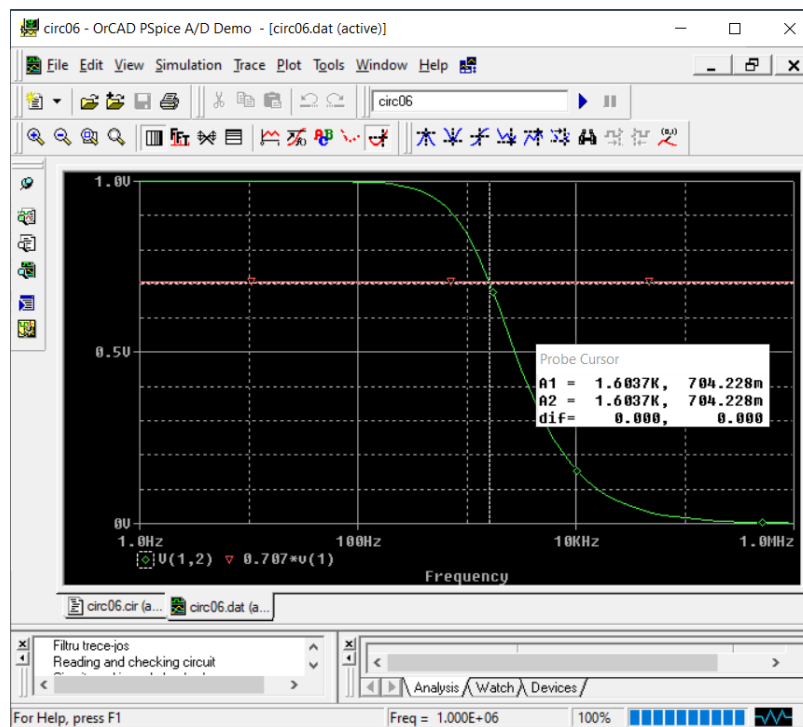 circ06 - OrCAD PSpice A/D Demo - [circ06.dat (active)]
File Edit View Simulation Trace Plot Tools Window Help
circ06
1.0V
0.5V
0V
Probe Cursor
A1 = 1.6037K, 704.228m
A2 = 1.6037K, 704.228m
dif= 0.000, 0.000
1.0Hz 100Hz 10KHz 1.0MHz
V(1,2) 0.707*v(1)
Frequency
circ06.cir (a... circ06.dat (a...
Filtru trece-jos
Reading and checking circuit
Analysis Watch Devices
For Help, press F1 Freq = 1.000E+06 100%